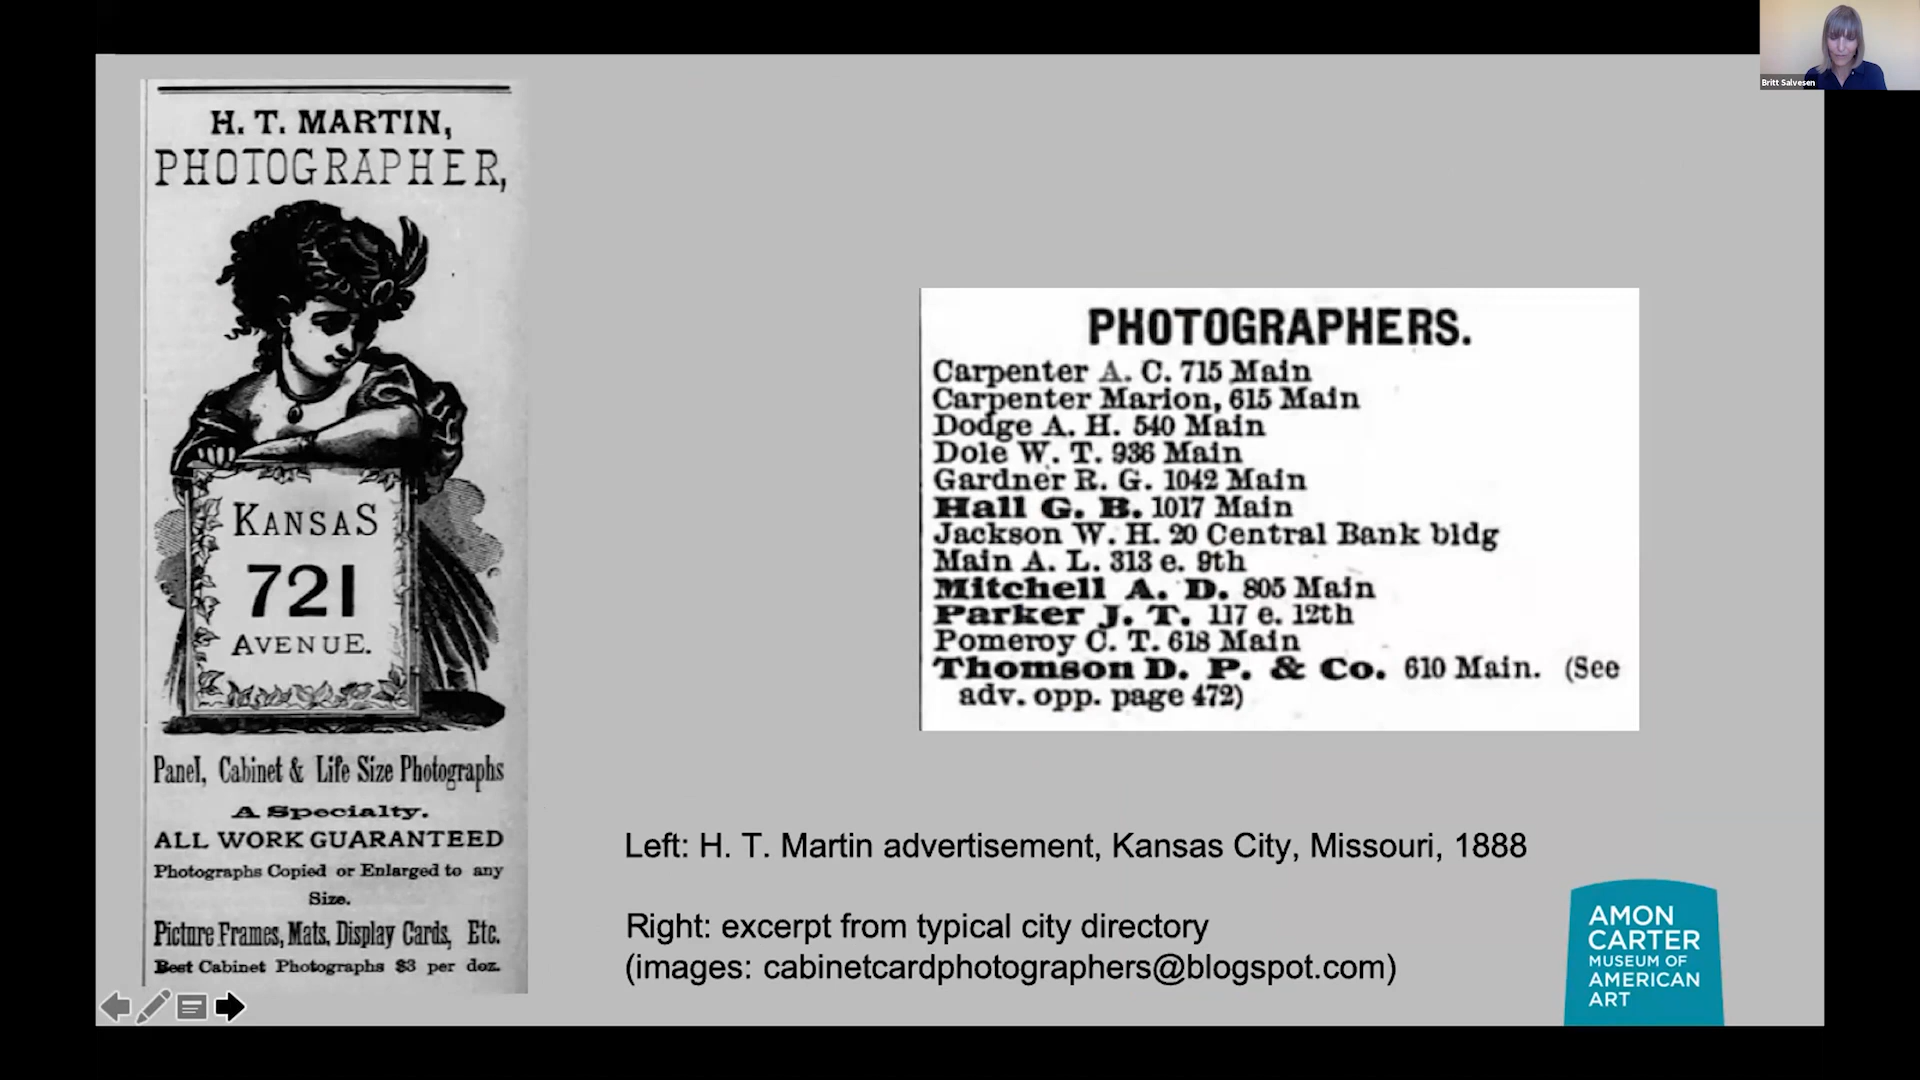 Britt Salvesen
H. T. MARTIN,
PHOTOGRAPHER,
KANSAS
721
AVENUE.
Panel, Cabinet & Life Size Photographs
A Specialty.
ALL WORK GUARANTEED
Photographs Copied or Enlarged to any
Size.
Picture Frames, Mats, Display Cards, Etc.
Best Cabinet Photographs $3 per doz.
PHOTOGRAPHERS.
Carpenter A. C. 715 Main
Carpenter Marion, 615 Main
Dodge A. H. 540 Main
Dole W. T. 936 Main
Gardner R. G. 1042 Main
Hall G. B. 1017 Main
Jackson W. H. 20 Central Bank bldg
Main A. L. 313 e. 9th
Mitchell A. D. 805 Main
Parker J. T. 117 e. 12th
Pomeroy C. T. 618 Main
Thomson D. P. & Co. 610 Main. (See
adv. opp. page 472)
Left: H. T. Martin advertisement, Kansas City, Missouri, 1888
Right: excerpt from typical city directory
(images: cabinetcardphotographers@blogspot.com)
AMON
CARTER
MUSEUM OF
AMERICAN
ART